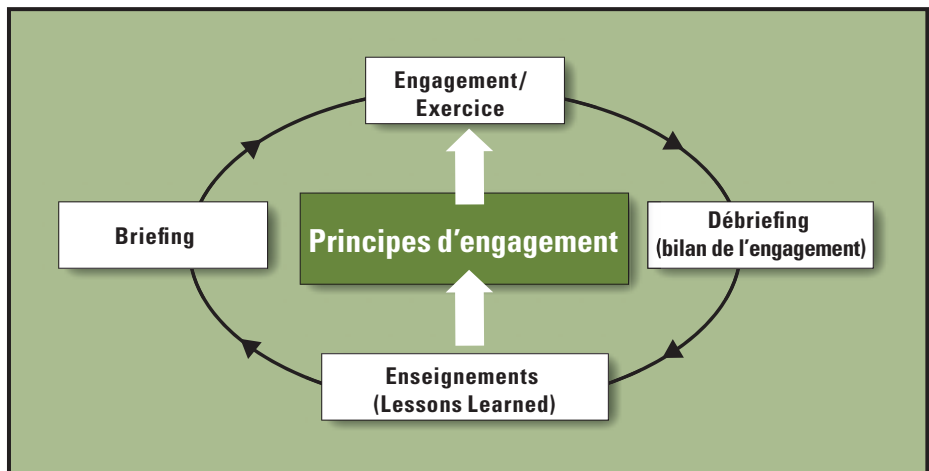 Engagement/
Exercice
Briefing
Principes d'engagement
Débriefing
(bilan de l'engagement)
Enseignements
(Lessons Learned)